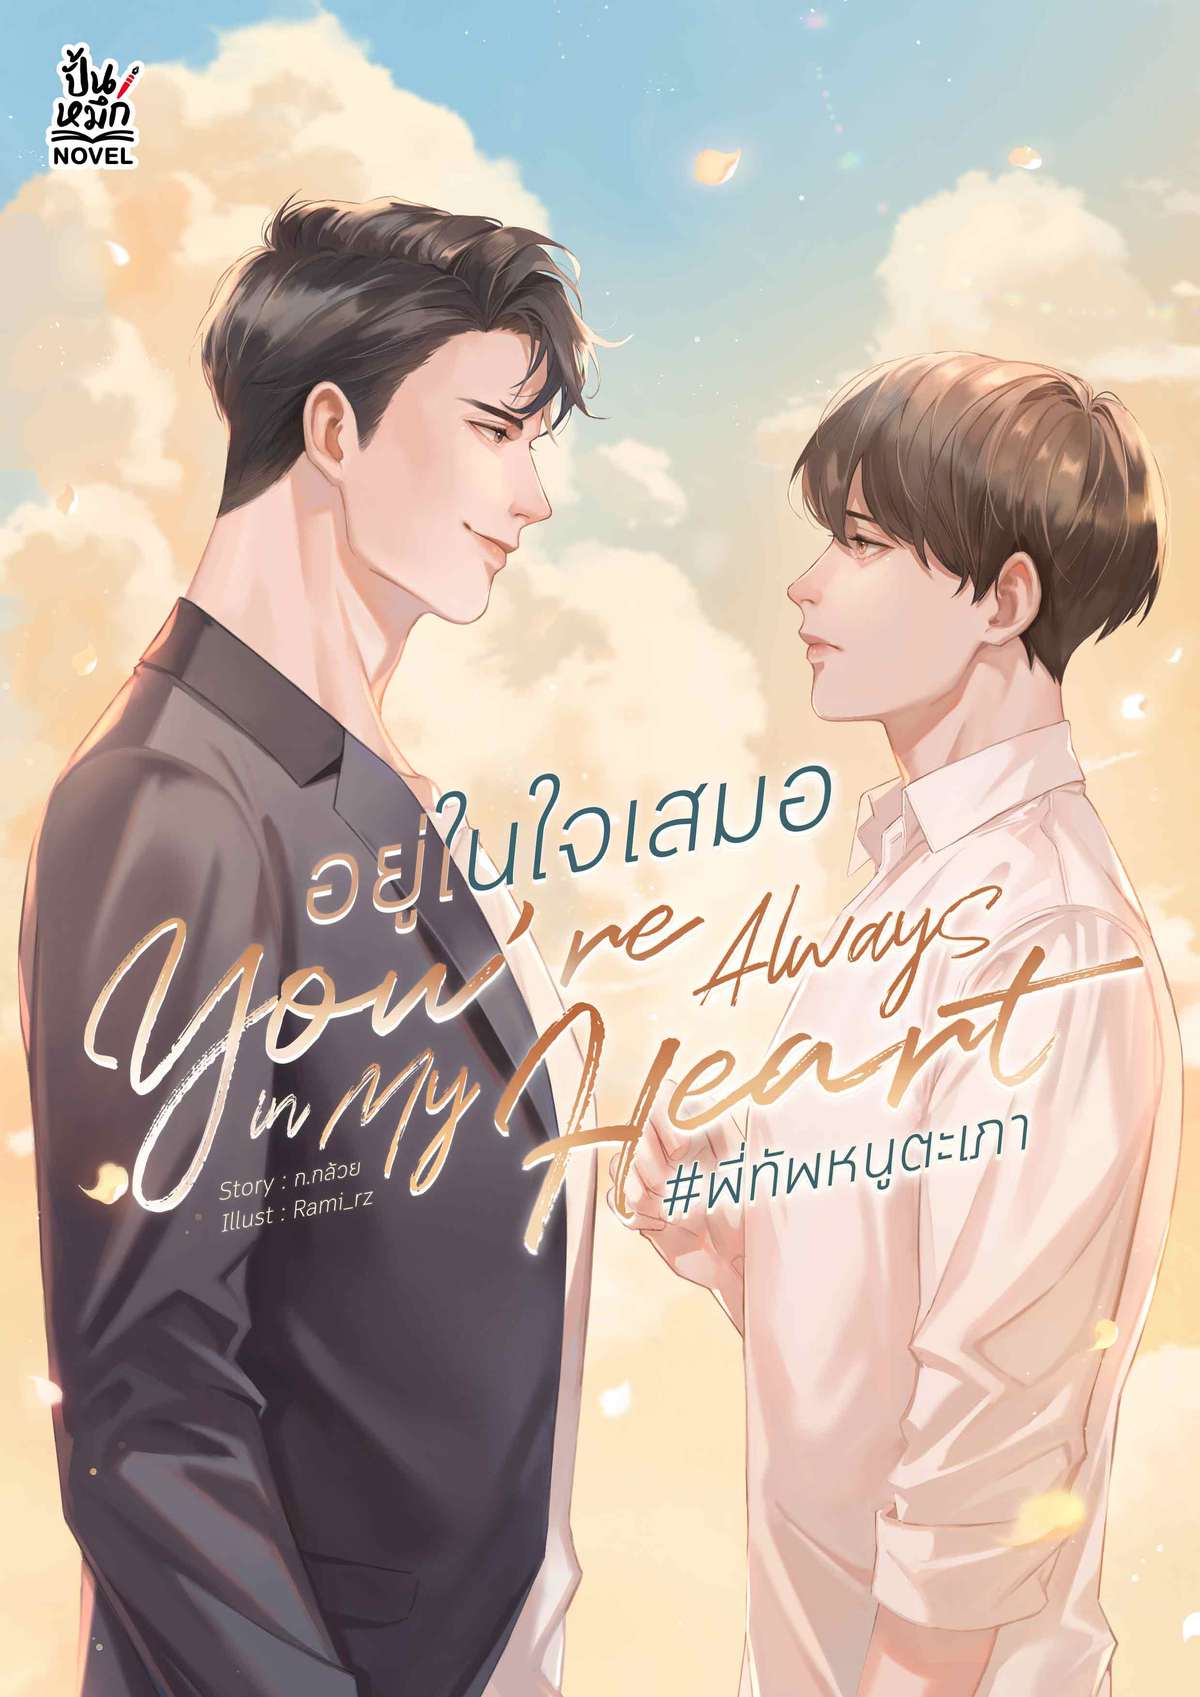 ปั้น
หมึก
NOVEL
อยู่ในใจเสมอ
You're Always
in My Heart
#พี่ทัพหนูตะเภา
Story : ก.กล้วย
Illust : Rami_rz